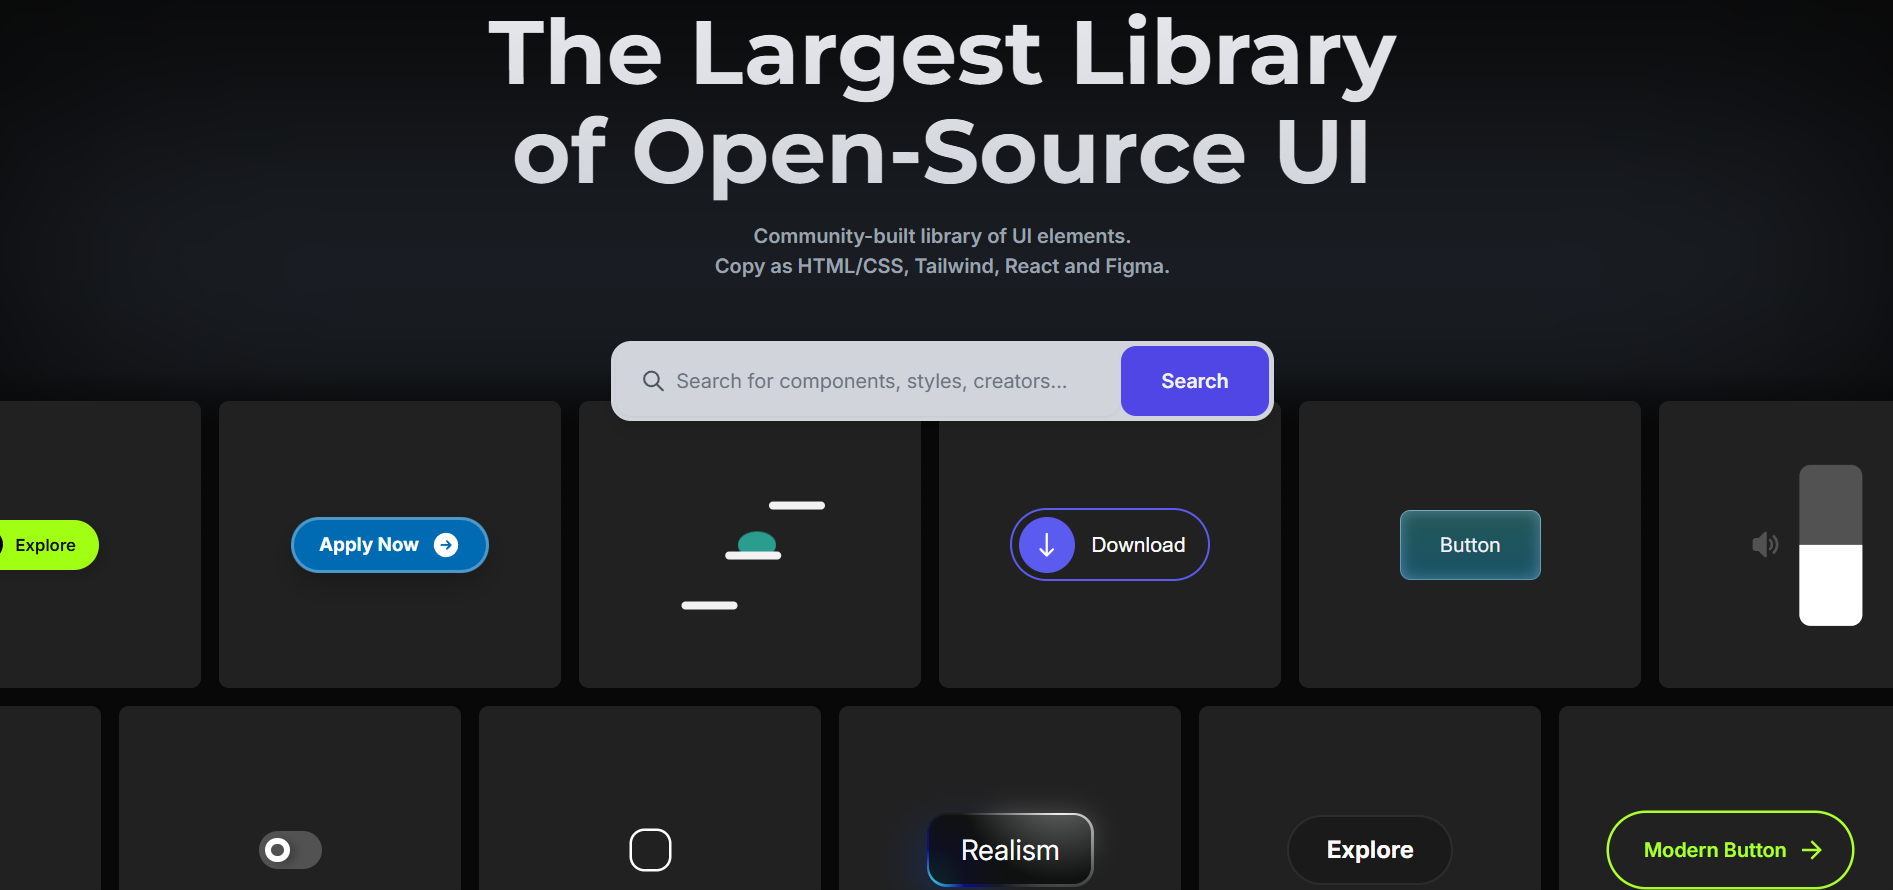 The Largest Library
of Open-Source UI
Community-built library of UI elements.
Copy as HTML/CSS, Tailwind, React and Figma.
Search for components, styles, creators...
Search
Explore
Apply Now
Download
Button
Realism
Explore
Modern Button